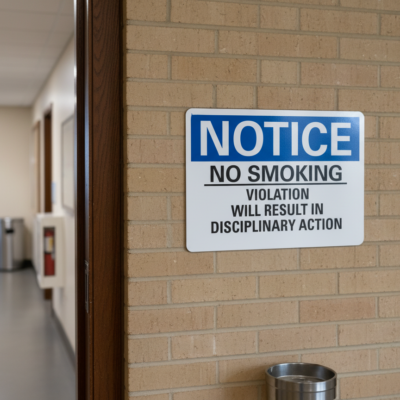 NOTICE
NO SMOKING
VIOLATION
WILL RESULT IN
DISCIPLINARY ACTION